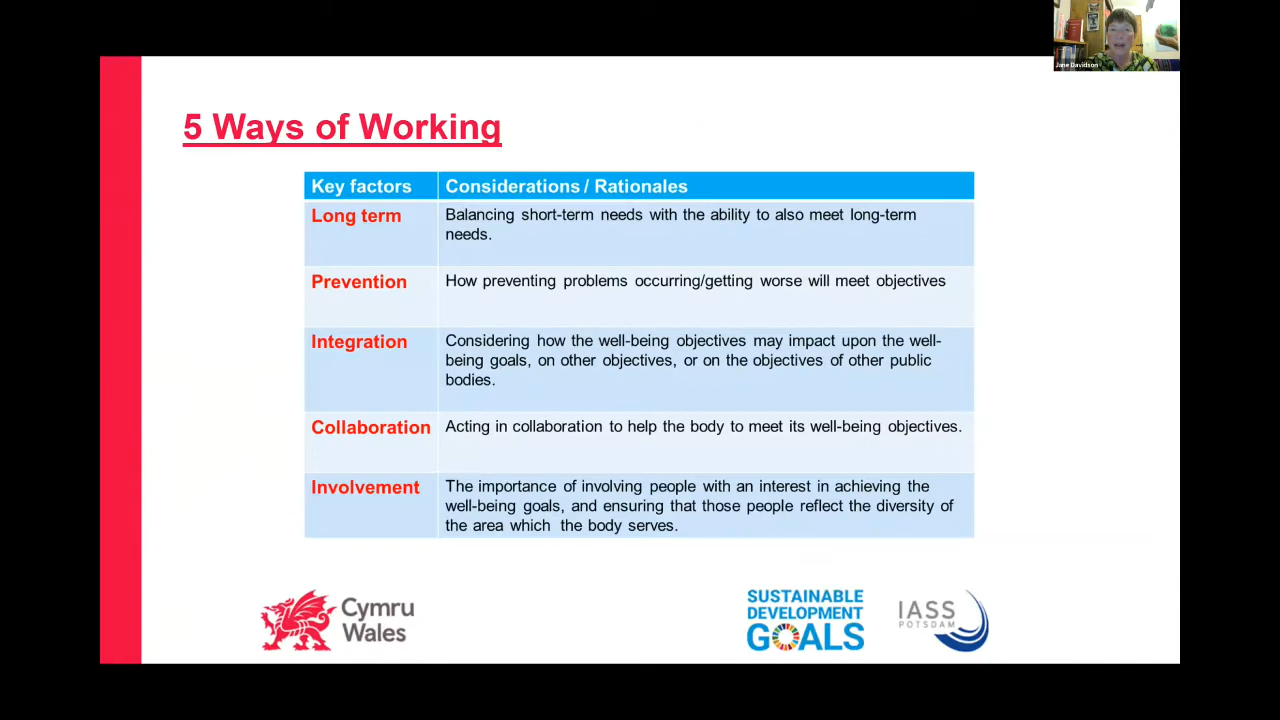 Jane Davidson
5 Ways of Working
Key factors
Considerations / Rationales
Long term
Balancing short-term needs with the ability to also meet long-term
needs.
Prevention
How preventing problems occurring/getting worse will meet objectives
Integration
Considering how the well-being objectives may impact upon the well-
being goals, on other objectives, or on the objectives of other public
bodies.
Collaboration
Acting in collaboration to help the body to meet its well-being objectives.
Involvement
The importance of involving people with an interest in achieving the
well-being goals, and ensuring that those people reflect the diversity of
the area which the body serves.
Cymru
Wales
SUSTAINABLE
DEVELOPMENT
GOALS
IASS
POTSDAM